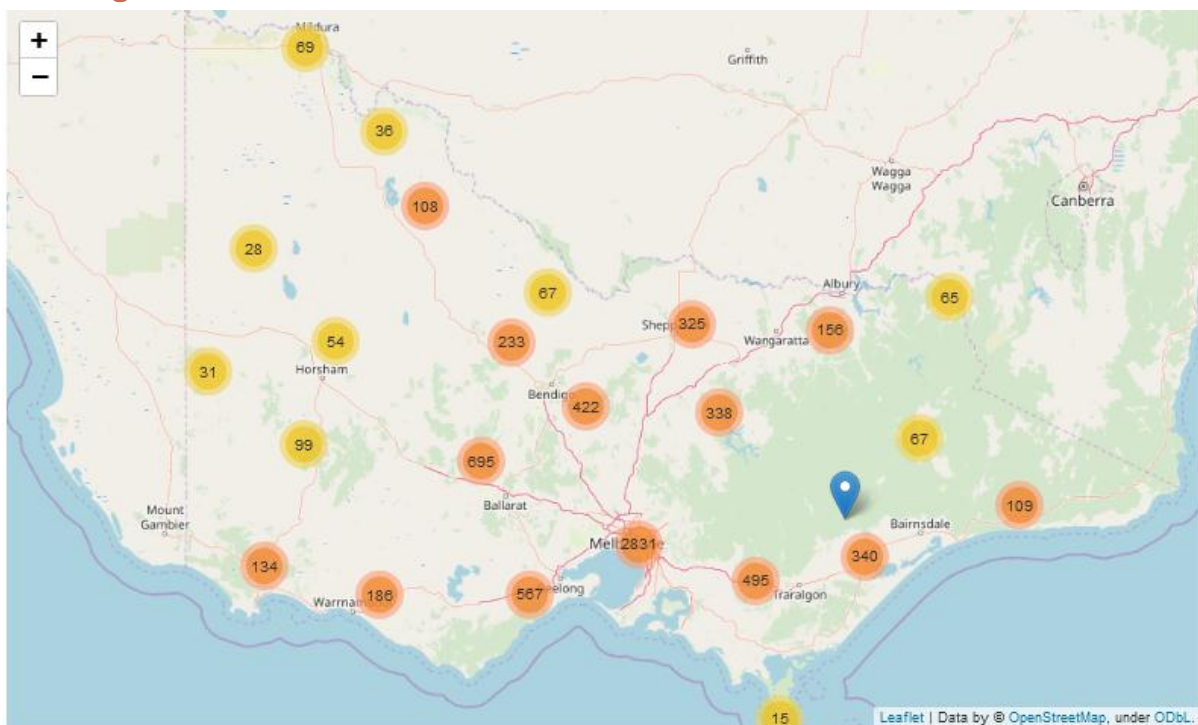 +
−
Mildura
69
Griffith
36
Wagga
Wagga
Canberra
108
28
67
Albury
65
Shepp
325
156
Wangaratta
233
54
31
Horsham
Bendig
422
338
99
67
695
Ballarat
Mount
Gambier
Bairnsdale
109
Mel
2831
e
340
134
186
Warrnam
567
elong
495
Traralgon
15
Leaflet | Data by © OpenStreetMap, under ODbL.